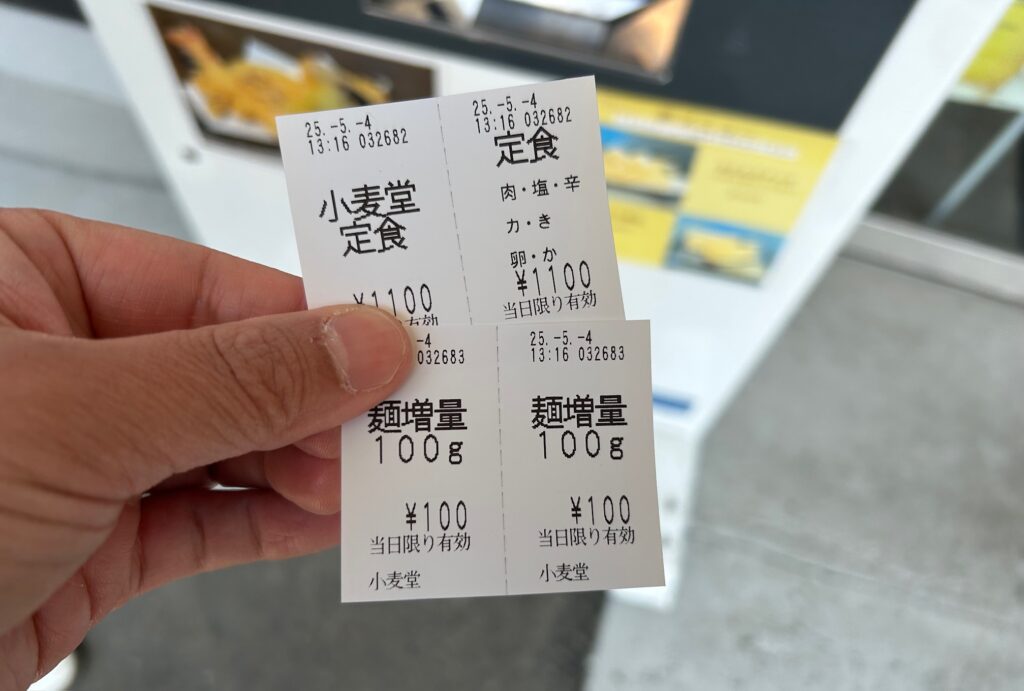 25.-5.-4
13:16 032682
小麦堂
定食
¥1100
有効
25.-5.-4
13:16 032682
定食
肉・塩・辛
カ・き
卵・か
¥1100
当日限り有効
-4
032683
麺増量
100g
¥100
当日限り有効
小麦堂
25.-5.-4
13:16 032683
麺増量
100g
¥100
当日限り有効
小麦堂